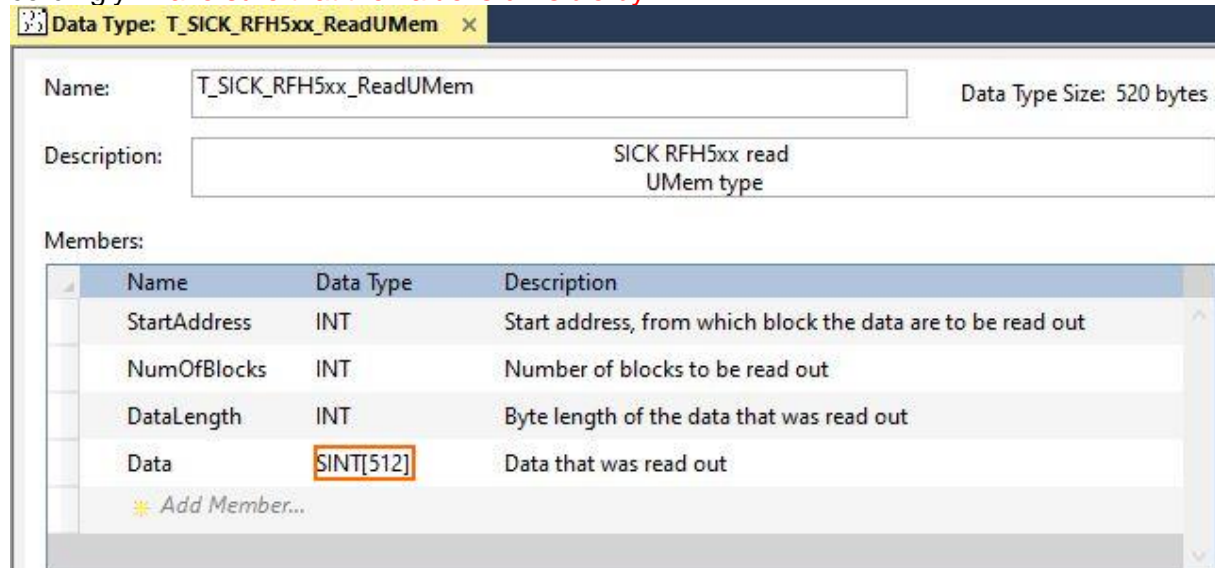 Data Type: T_SICK_RFH5xx_ReadUMem ×
Name: T_SICK_RFH5xx_ReadUMem Data Type Size: 520 bytes
Description: SICK RFH5xx read
UMem type
Members:
Name Data Type Description
StartAddress INT Start address, from which block the data are to be read out
NumOfBlocks INT Number of blocks to be read out
DataLength INT Byte length of the data that was read out
Data SINT[512] Data that was read out
Add Member...